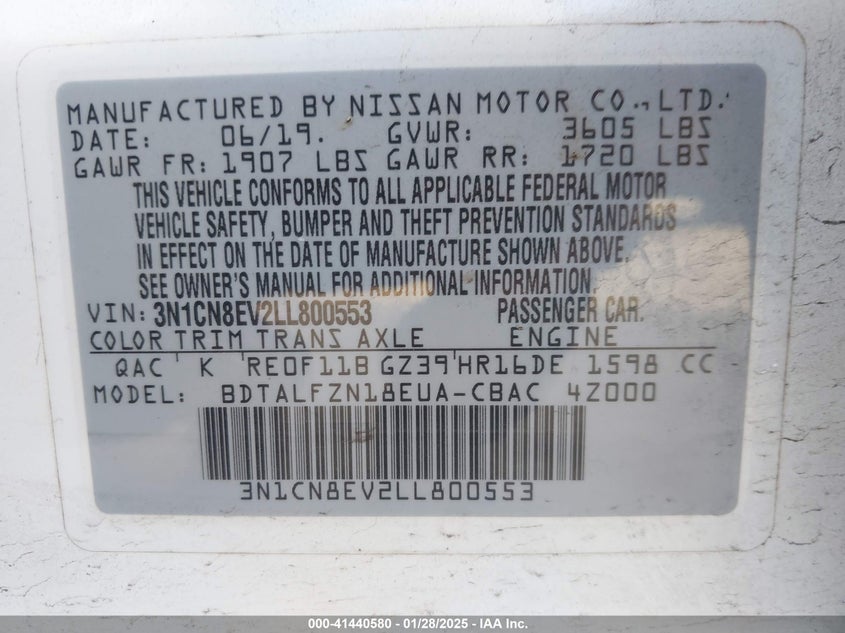 MANUFACTURED BY NISSAN MOTOR CO., LTD.
DATE: 06/19. GVWR: 3605 LBS
GAWR FR: 1907 LBS GAWR RR: 1720 LBS
THIS VEHICLE CONFORMS TO ALL APPLICABLE FEDERAL MOTOR
VEHICLE SAFETY, BUMPER AND THEFT PREVENTION STANDARDS
IN EFFECT ON THE DATE OF MANUFACTURE SHOWN ABOVE.
SEE OWNER'S MANUAL FOR ADDITIONAL INFORMATION.
VIN: 3N1CN8EV2LL800553 PASSENGER CAR.
COLOR TRIM TRANS AXLE ENGINE
QAC K RE0F11B GZ39 HR16DE 1598 CC
MODEL: BDTALFZN18EUA-CBAC 4Z000
3N1CN8EV2LL800553
000-41440580 - 01/28/2025 - IAA Inc.